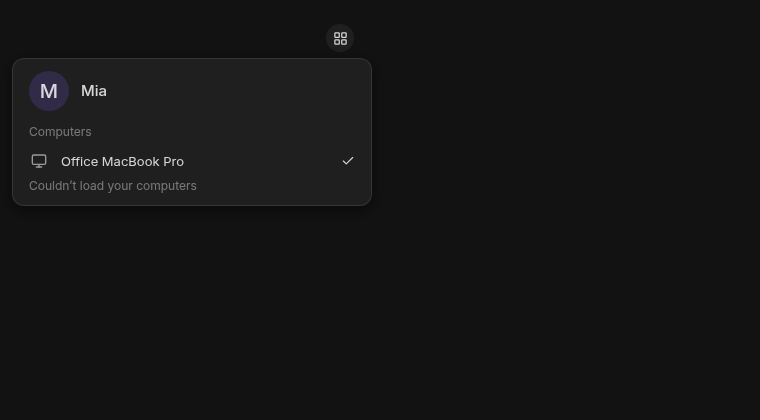 M
Mia
Computers
Office MacBook Pro
Couldn’t load your computers